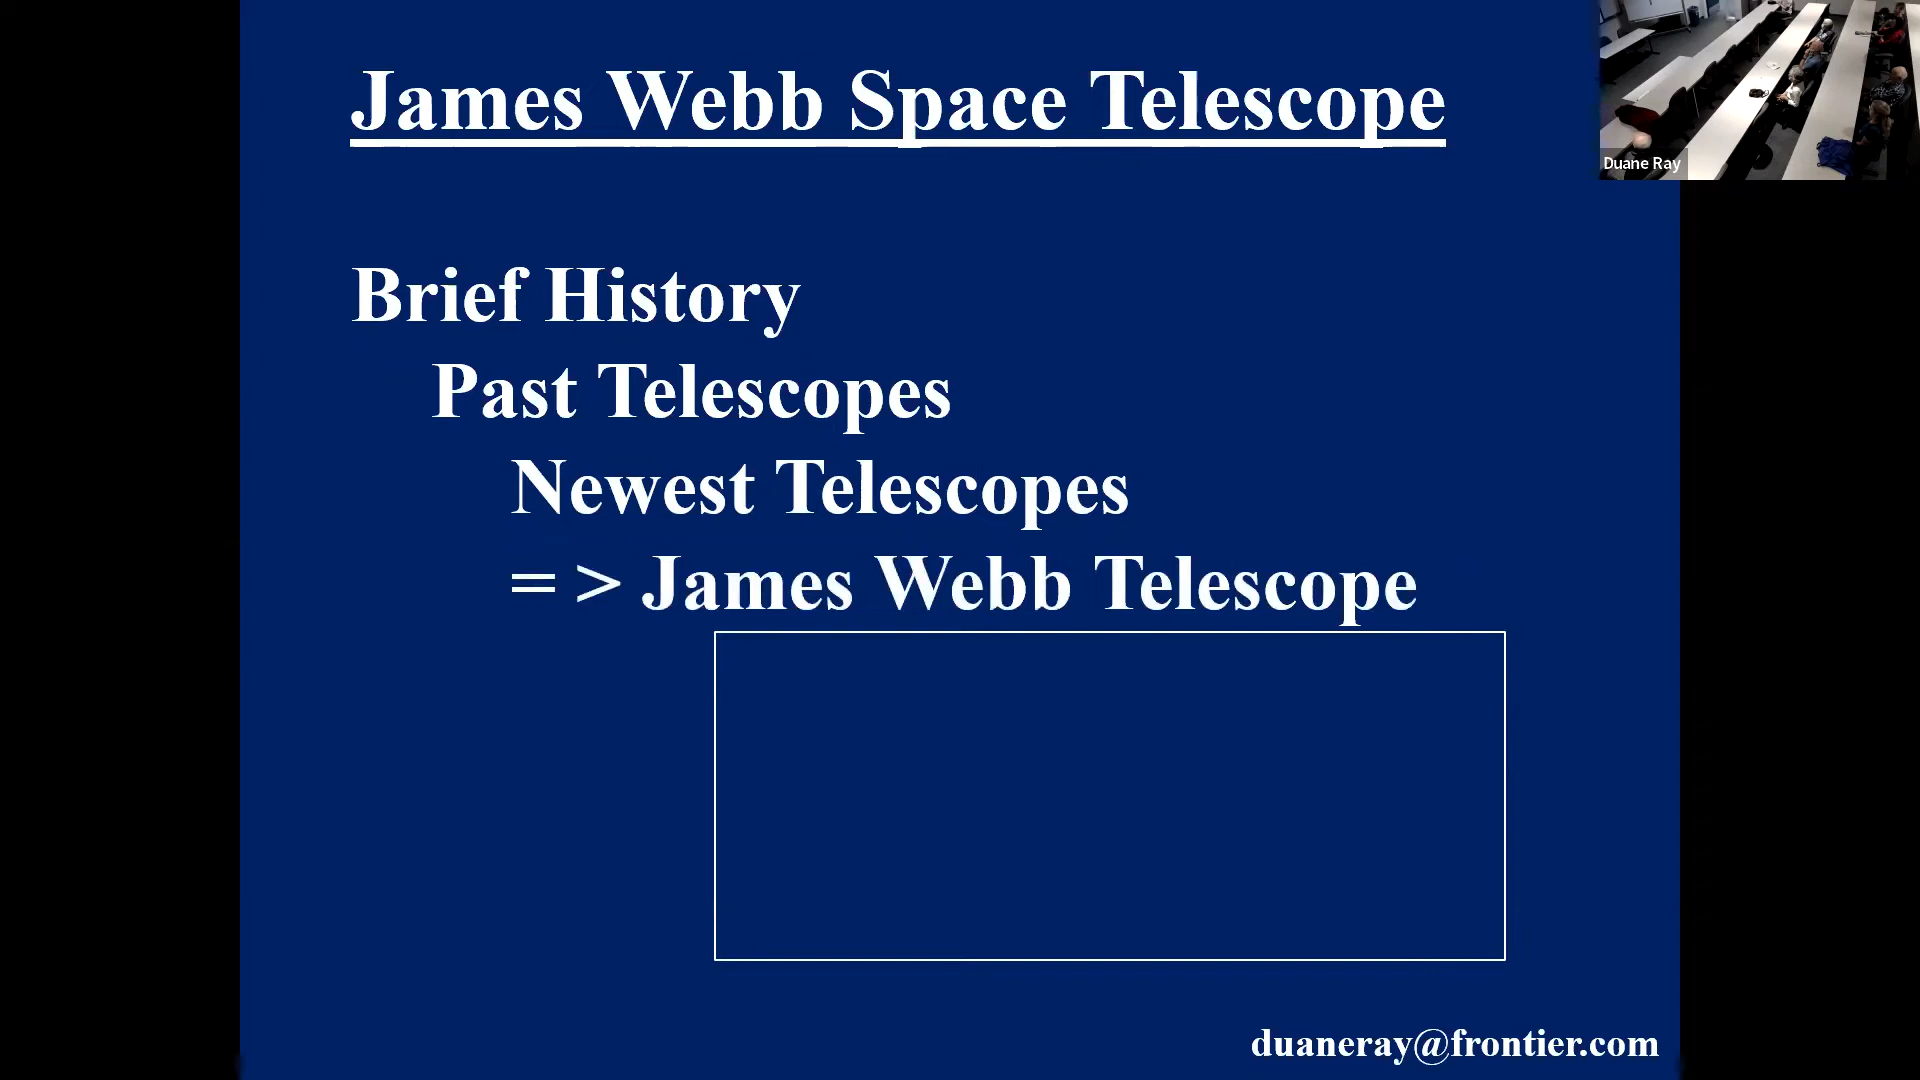 James Webb Space Telescope
Duane Ray
Brief History
Past Telescopes
Newest Telescopes
= > James Webb Telescope
duaneray@frontier.com